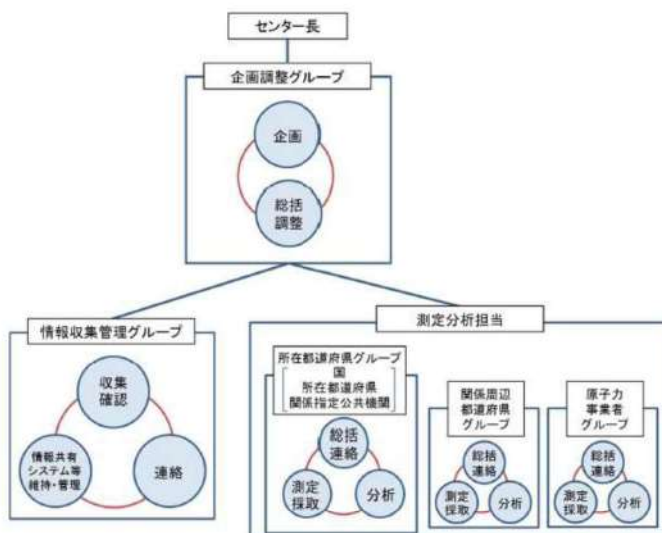 センター長
企画調整グループ
企画
総括
調整
情報収集管理グループ
収集
確認
情報共有
システム等
維持・管理
連絡
測定分析担当
所在都道府県グループ
国
所在都道府県
関係指定公共機関
総括
連絡
測定
採取
分析
関係周辺
都道府県
グループ
総括
連絡
測定
採取
分析
原子力
事業者
グループ
総括
連絡
測定
採取
分析